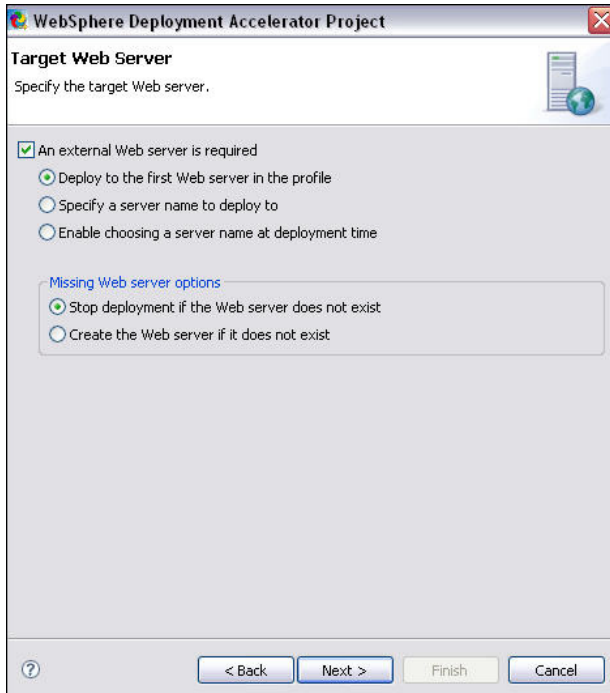 WebSphere Deployment Accelerator Project
Target Web Server
Specify the target Web server.
An external Web server is required
Deploy to the first Web server in the profile
Specify a server name to deploy to
Enable choosing a server name at deployment time
Missing Web server options
Stop deployment if the Web server does not exist
Create the Web server if it does not exist
?
< Back
Next >
Finish
Cancel